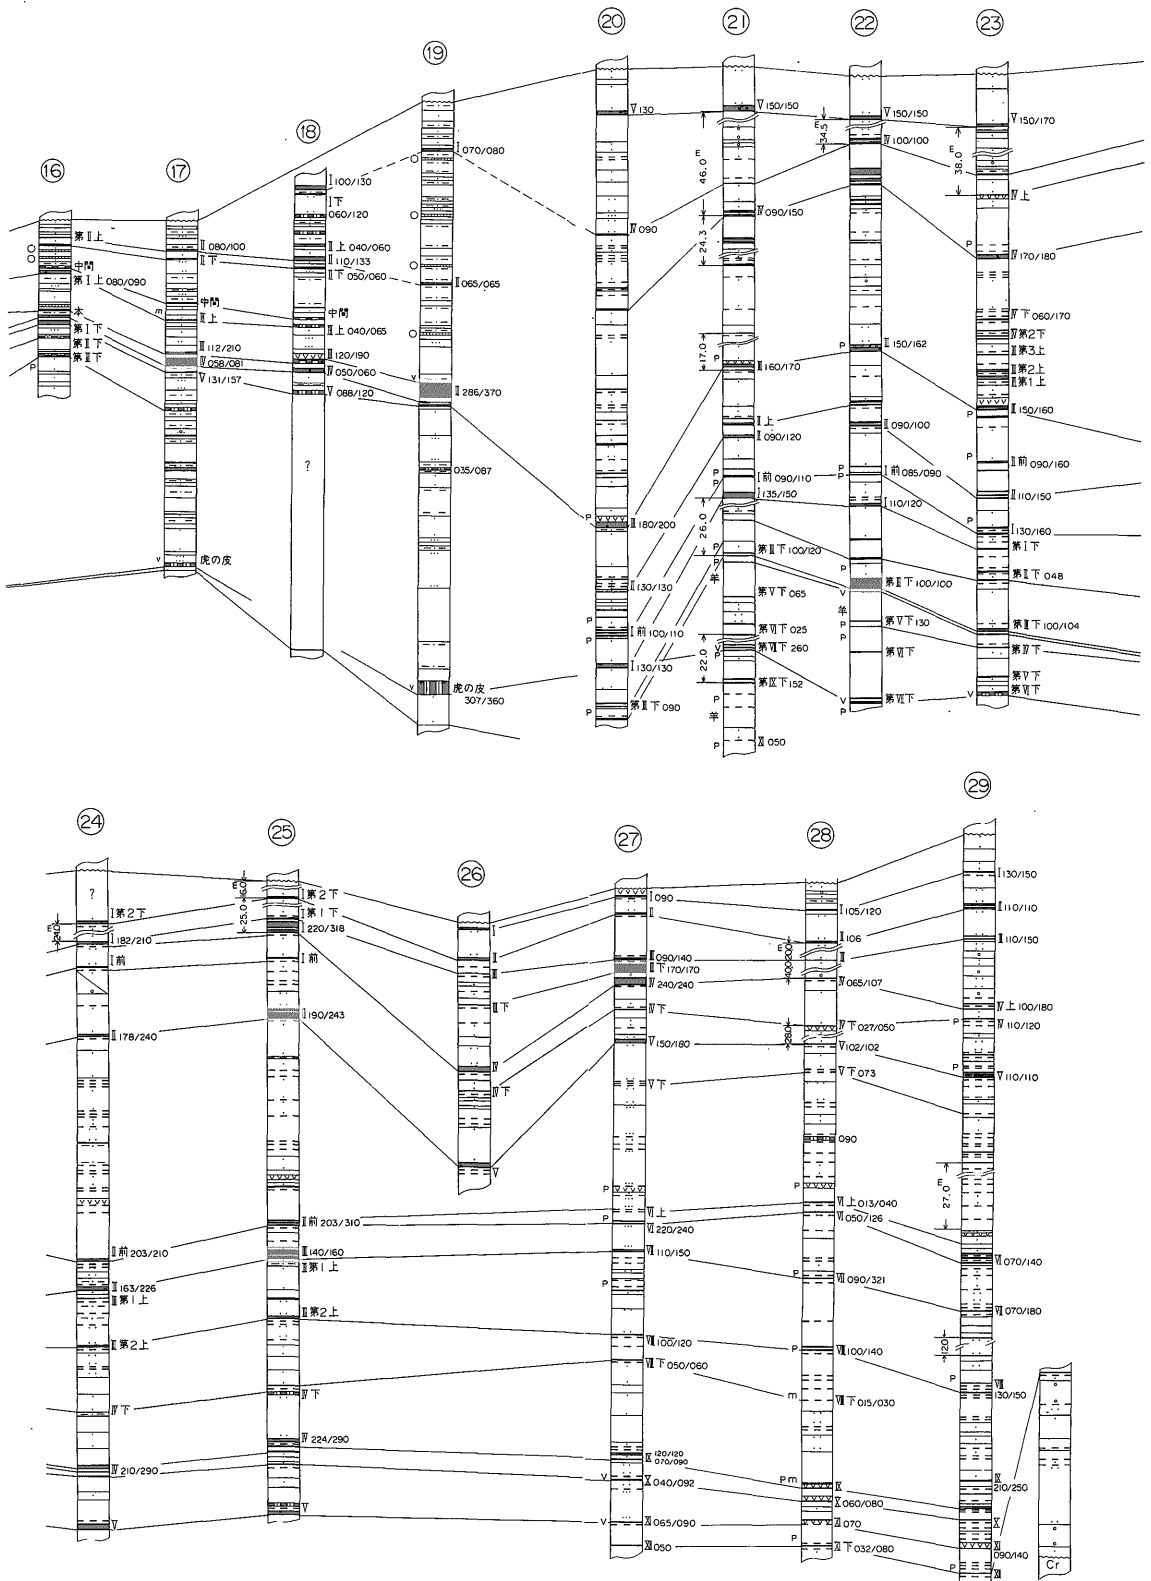 ⑯
第Ⅱ上
中間
第Ⅰ上 080/090
本
第Ⅰ下
第Ⅱ下
第Ⅲ下
P
⑰
Ⅱ 080/100
Ⅱ下
中間
m
Ⅲ上
Ⅲ 112/210
Ⅳ 058/081
Ⅴ 131/157
虎の皮
V
⑱
Ⅰ 100/130
Ⅰ下
060/120
Ⅱ上 040/060
Ⅱ 110/133
Ⅱ下 050/060
中間
Ⅲ上 040/065
Ⅲ 120/190
Ⅳ 050/060
Ⅴ 088/120
?
⑲
Ⅰ 070/080
Ⅱ 065/065
V
286/370
035/087
虎の皮
V
307/360
⑳
Ⅴ 130
Ⅳ 090
P
Ⅲ 180/200
Ⅱ 130/130
P
Ⅰ前 100/110
P
Ⅰ 130/130
第Ⅱ下 090
P
㉑
Ⅴ 150/150
46.0 E
Ⅳ 090/150
24.3
17.0
P
Ⅲ 160/170
Ⅱ上
Ⅱ 090/120
P
Ⅰ前 090/110
P
Ⅰ 135/150
26.0
P
第Ⅲ下 100/120
P
羊
第Ⅴ下 065
第Ⅵ下 025
22.0
V
第Ⅶ下 260
P
第Ⅸ下 152
P
羊
P
Ⅺ 050
㉒
Ⅴ 150/150
E
34.5
Ⅳ 100/100
Ⅲ 150/162
Ⅱ 090/100
P
Ⅰ前 085/090
P
Ⅰ 110/120
P
第Ⅲ下 100/100
V
羊
第Ⅴ下 130
P
P
第Ⅵ下
V
第Ⅶ下
P
㉓
Ⅴ 150/170
E
38.0
Ⅳ上
P
Ⅳ 170/180
Ⅳ下 060/170
Ⅳ第2下
Ⅲ第3上
Ⅲ第2上
Ⅲ第1上
Ⅲ 150/160
P
P
Ⅱ前 090/160
Ⅱ 110/150
P
Ⅰ 130/160
第Ⅰ下
第Ⅱ下 048
第Ⅲ下 100/104
第Ⅳ下
第Ⅴ下
第Ⅵ下
V
㉔
?
Ⅰ第2下
E
24.0
Ⅰ 182/210
Ⅰ前
Ⅱ 178/240
Ⅱ前 203/210
Ⅲ 163/226
Ⅲ第1上
Ⅲ第2上
Ⅳ下
Ⅳ 210/290
Ⅴ
㉕
E
16.0
Ⅰ第2下
25.0
Ⅰ第1下
Ⅰ 220/318
Ⅰ前
190/243
Ⅱ前 203/310
Ⅲ 140/160
Ⅲ第1上
Ⅲ第2上
Ⅳ下
Ⅳ 224/290
Ⅴ
㉖
Ⅰ
Ⅱ
Ⅲ
Ⅲ下
Ⅳ
Ⅳ下
Ⅴ
㉗
Ⅰ 090
Ⅱ
Ⅲ 090/140
Ⅲ下 170/170
Ⅳ 240/240
Ⅳ下
Ⅴ 150/180
Ⅴ下
P
Ⅵ上
P
Ⅵ 220/240
Ⅶ 110/150
P
Ⅷ 100/120
Ⅷ下 050/060
120/120
Ⅸ 070/090
V
Ⅹ 040/092
V
Ⅺ 065/090
Ⅻ 050
㉘
Ⅰ 105/120
Ⅱ 106
E
Ⅲ
Ⅳ 065/107
Ⅳ下 027/050
28.0
Ⅴ 102/102
Ⅴ下 073
090
P
Ⅵ上 013/040
Ⅵ 050/126
P
Ⅶ 090/321
P
Ⅷ 100/140
m
Ⅷ下 015/030
P m
Ⅸ
Ⅹ 060/080
Ⅺ 070
P
Ⅺ下 032/080
㉙
Ⅰ 130/150
Ⅱ 110/110
Ⅲ 110/150
Ⅳ上 100/180
P
Ⅳ 110/120
P
Ⅴ 110/110
E
27.0
Ⅵ 070/140
Ⅶ 070/180
12.0
P
Ⅷ
130/150
Ⅸ
210/250
Ⅹ
Ⅺ
090/140
P
Ⅻ
Cr